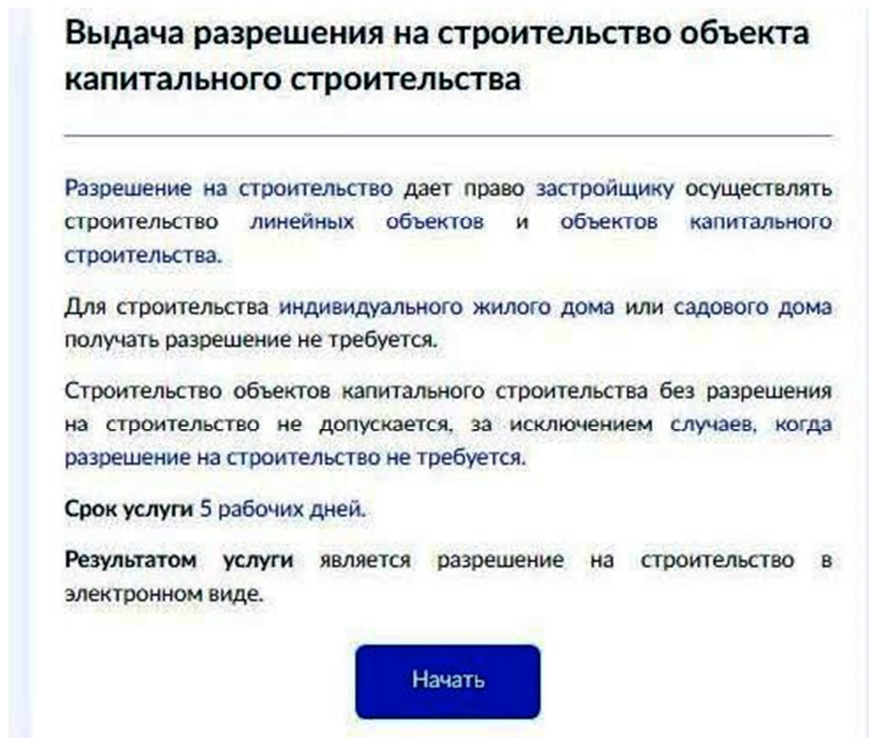 Выдача разрешения на строительство объекта
капитального строительства
Разрешение на строительство дает право застройщику осуществлять
строительство линейных объектов и объектов капитального
строительства.
Для строительства индивидуального жилого дома или садового дома
получать разрешение не требуется.
Строительство объектов капитального строительства без разрешения
на строительство не допускается, за исключением случаев, когда
разрешение на строительство не требуется.
Срок услуги 5 рабочих дней.
Результатом услуги является разрешение на строительство в
электронном виде.
Начать